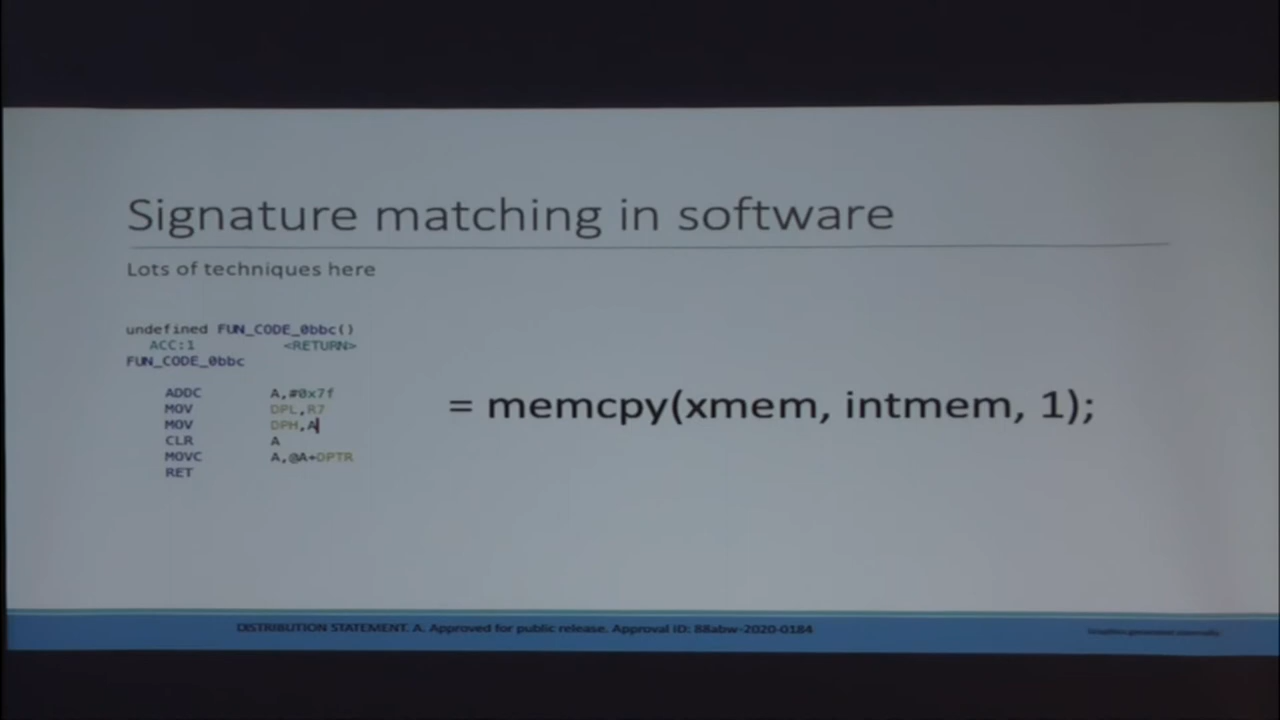 Signature matching in software
Lots of techniques here
undefined FUN_CODE_0bbc()
ACC:1 <RETURN>
FUN_CODE_0bbc
ADDC A,#0x7f
MOV DPL,R7
MOV DPH,A
CLR A
MOVC A,@A+DPTR
RET
= memcpy(xmem, intmem, 1);
DISTRIBUTION STATEMENT. A. Approved for public release. Approval ID: 88abw-2020-0184